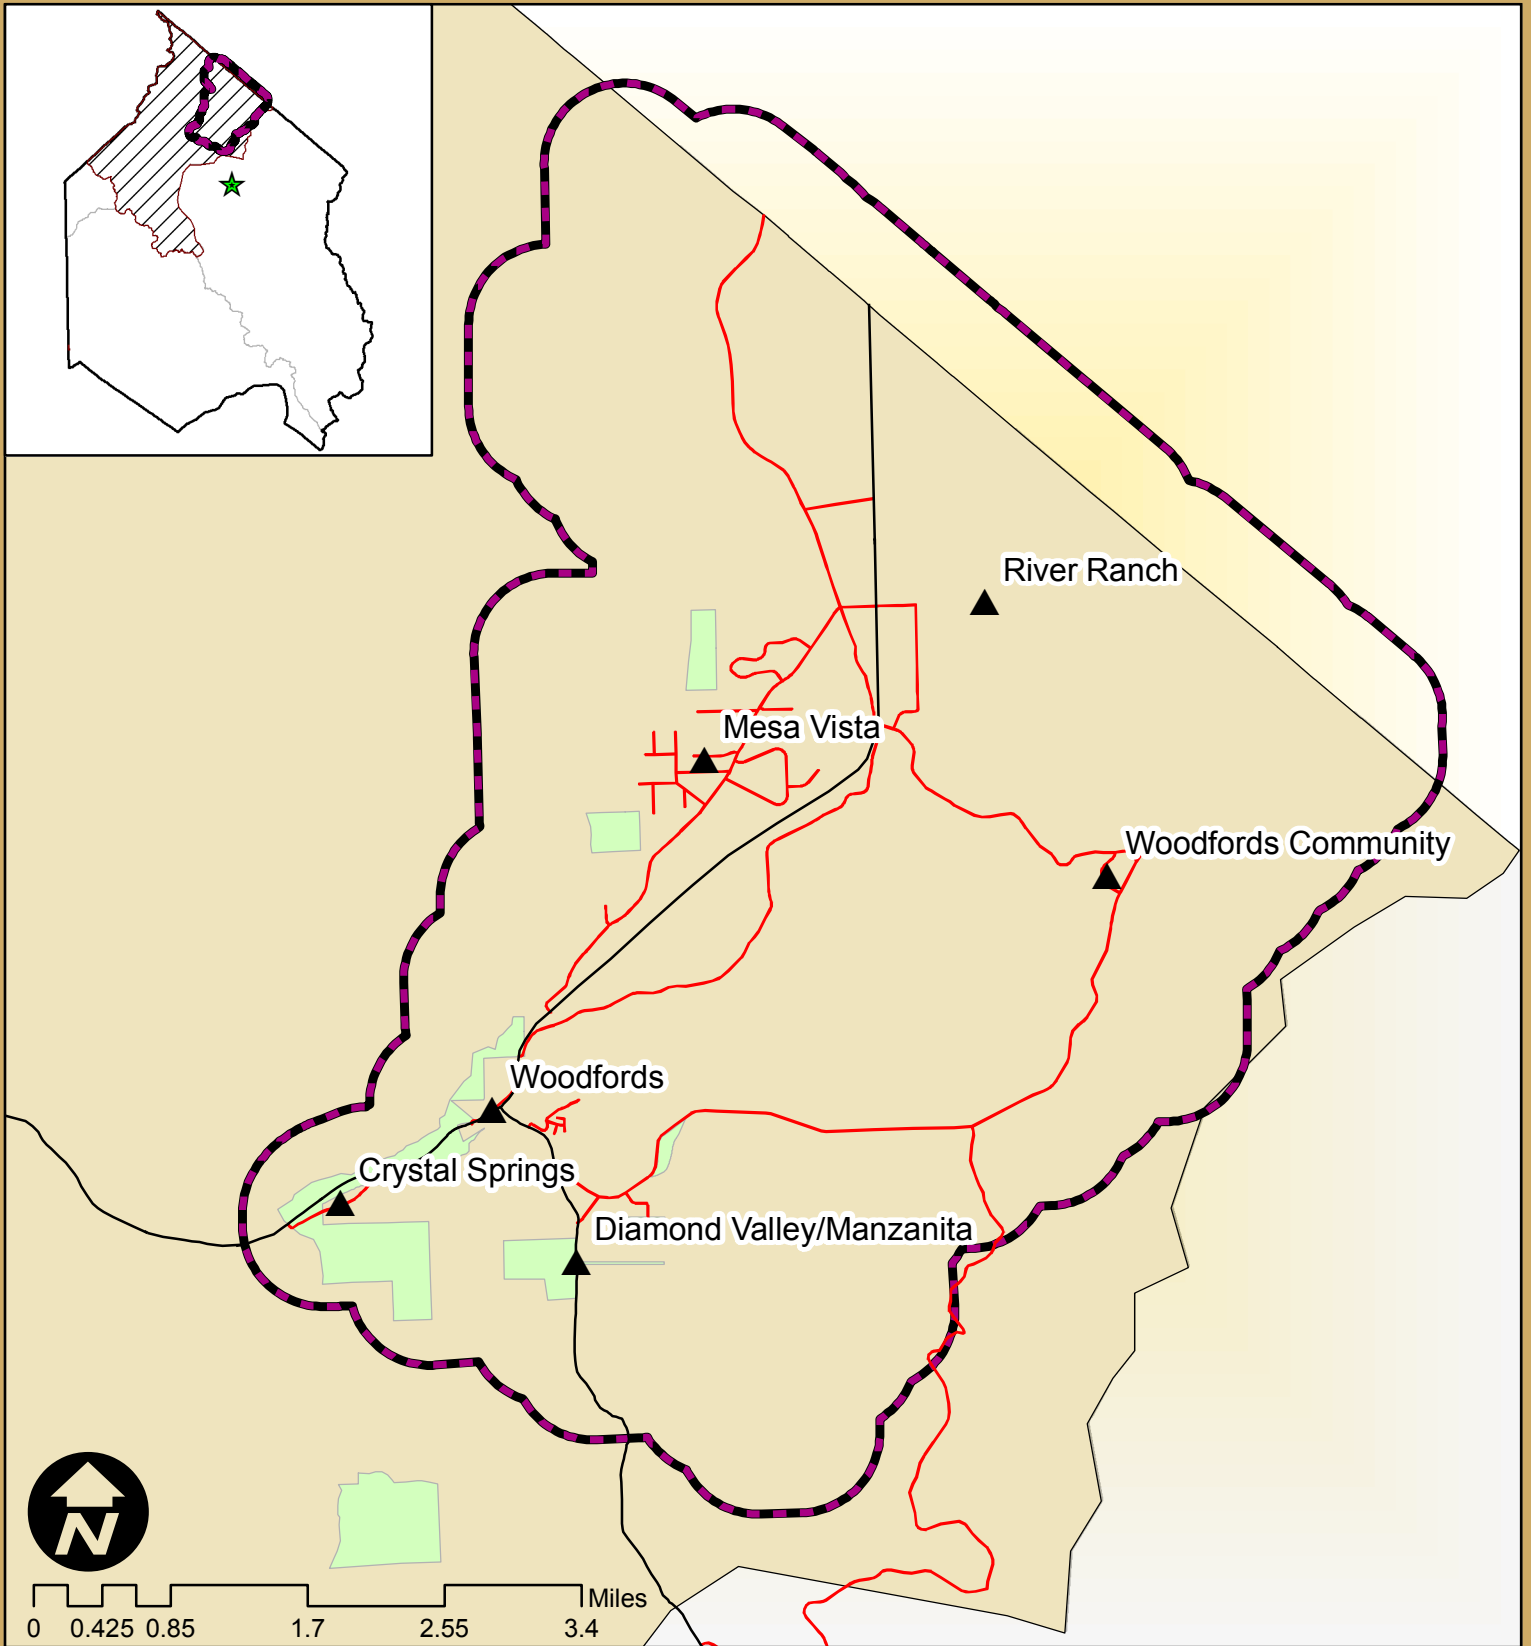 River Ranch
Mesa Vista
Woodfords Community
Woodfords
Crystal Springs
Diamond Valley/Manzanita
N
Miles
0 0.425 0.85 1.7 2.55 3.4